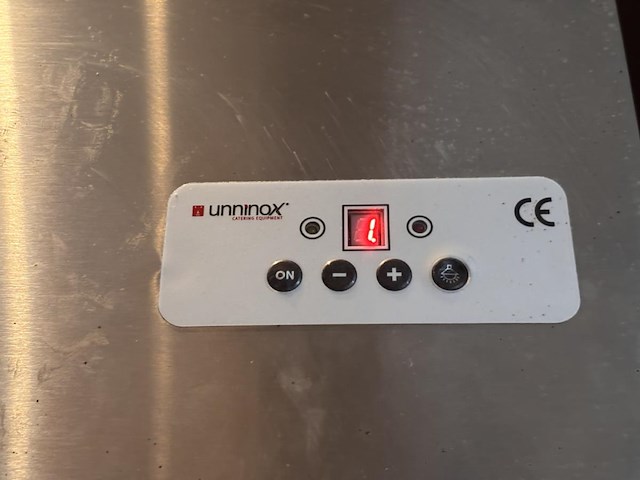 unninox
CATERING EQUIPMENT
CE
ON
-
+